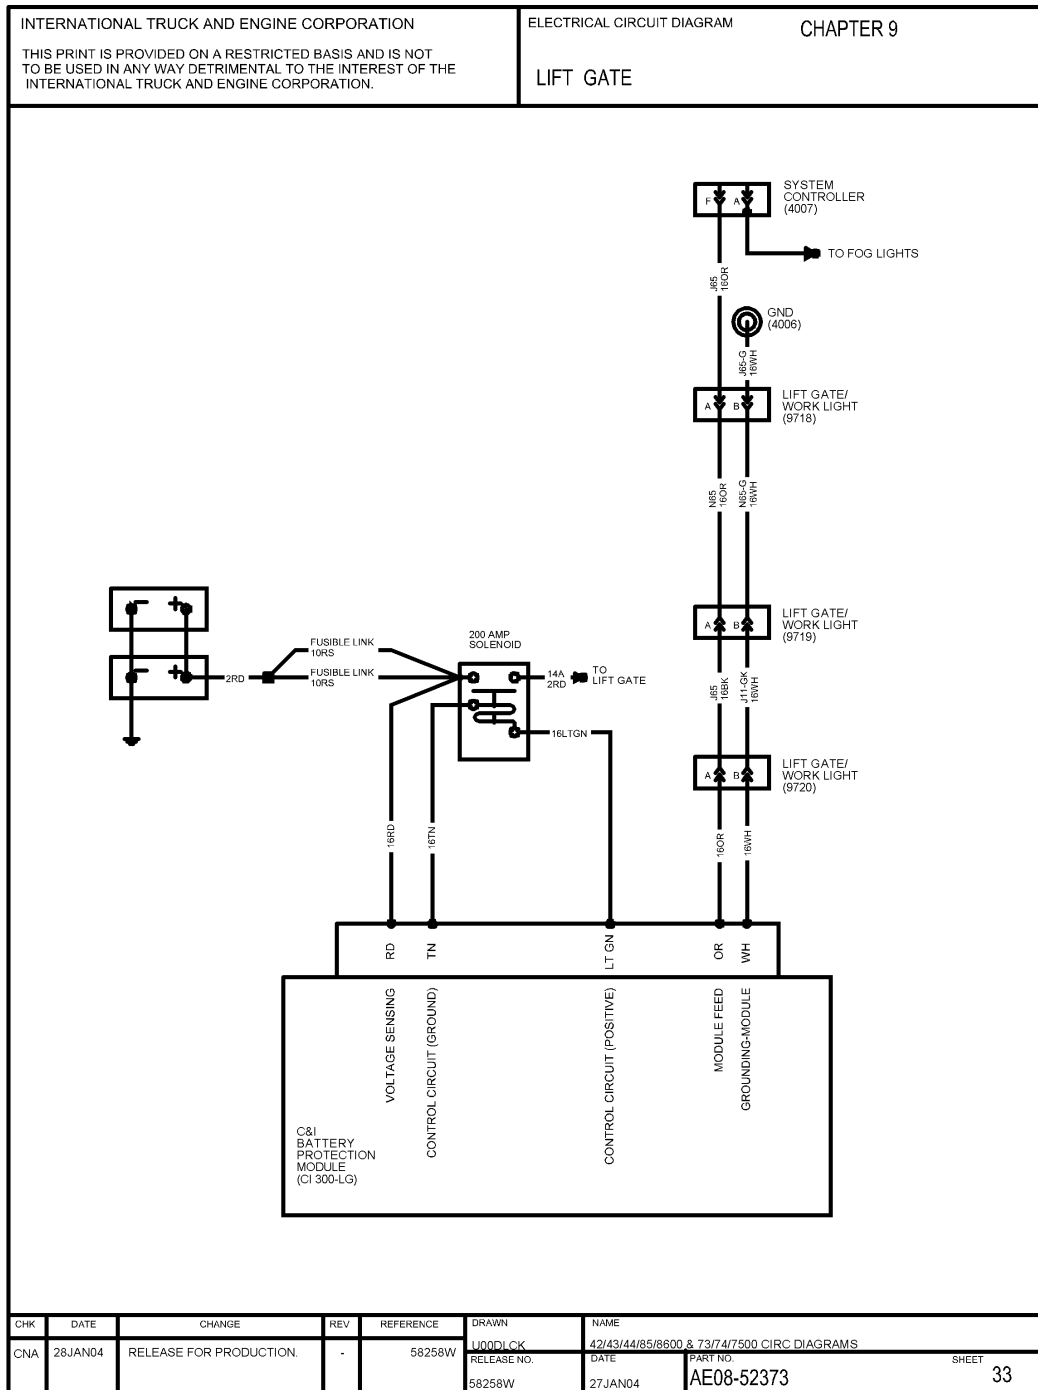 INTERNATIONAL TRUCK AND ENGINE CORPORATION
THIS PRINT IS PROVIDED ON A RESTRICTED BASIS AND IS NOT
TO BE USED IN ANY WAY DETRIMENTAL TO THE INTEREST OF THE
INTERNATIONAL TRUCK AND ENGINE CORPORATION.
ELECTRICAL CIRCUIT DIAGRAM
CHAPTER 9
LIFT GATE
SYSTEM
CONTROLLER
(4007)
F
A
TO FOG LIGHTS
J65
16OR
GND
(4006)
J65-G
16WH
LIFT GATE/
WORK LIGHT
(9718)
A
B
N65
16OR
N65-G
16WH
LIFT GATE/
WORK LIGHT
(9719)
A
B
J65
16BK
J11-GK
16WH
LIFT GATE/
WORK LIGHT
(9720)
A
B
16OR
16WH
- +
- +
2RD
FUSIBLE LINK
10RS
FUSIBLE LINK
10RS
200 AMP
SOLENOID
14A
2RD
TO
LIFT GATE
16LTGN
16RD
16TN
RD
TN
LT GN
OR
WH
VOLTAGE SENSING
CONTROL CIRCUIT (GROUND)
CONTROL CIRCUIT (POSITIVE)
MODULE FEED
GROUNDING-MODULE
C&I
BATTERY
PROTECTION
MODULE
(CI 300-LG)
CHK DATE CHANGE REV REFERENCE
CNA 28JAN04 RELEASE FOR PRODUCTION. - 58258W
DRAWN
U00DLCK
NAME
42/43/44/85/8600 & 73/74/7500 CIRC DIAGRAMS
RELEASE NO.
58258W
DATE
27JAN04
PART NO.
AE08-52373
SHEET
33